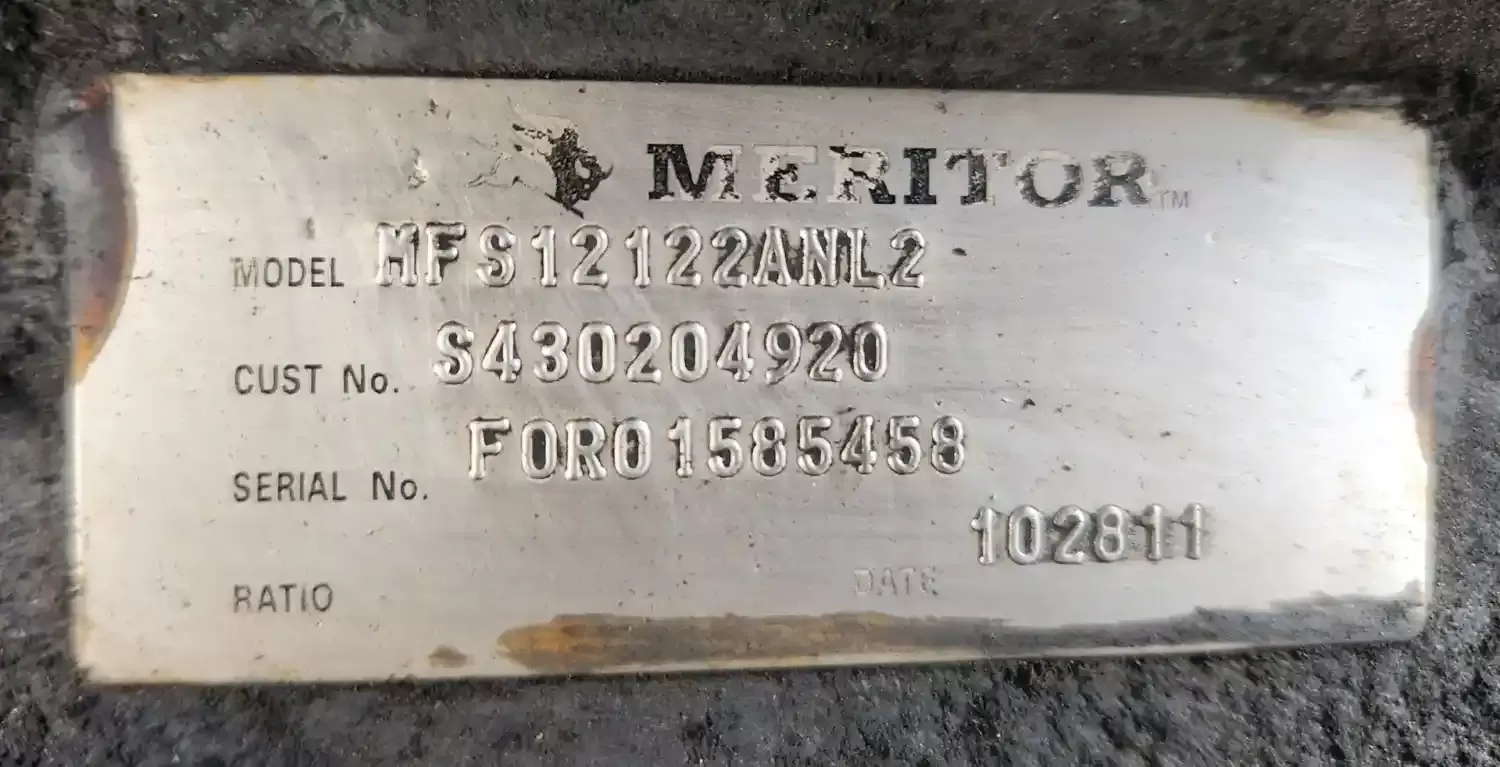 MERITOR™
MODEL MFS12122ANL2
CUST No. S430204920
SERIAL No. FOR01585458
102811
RATIO DATE